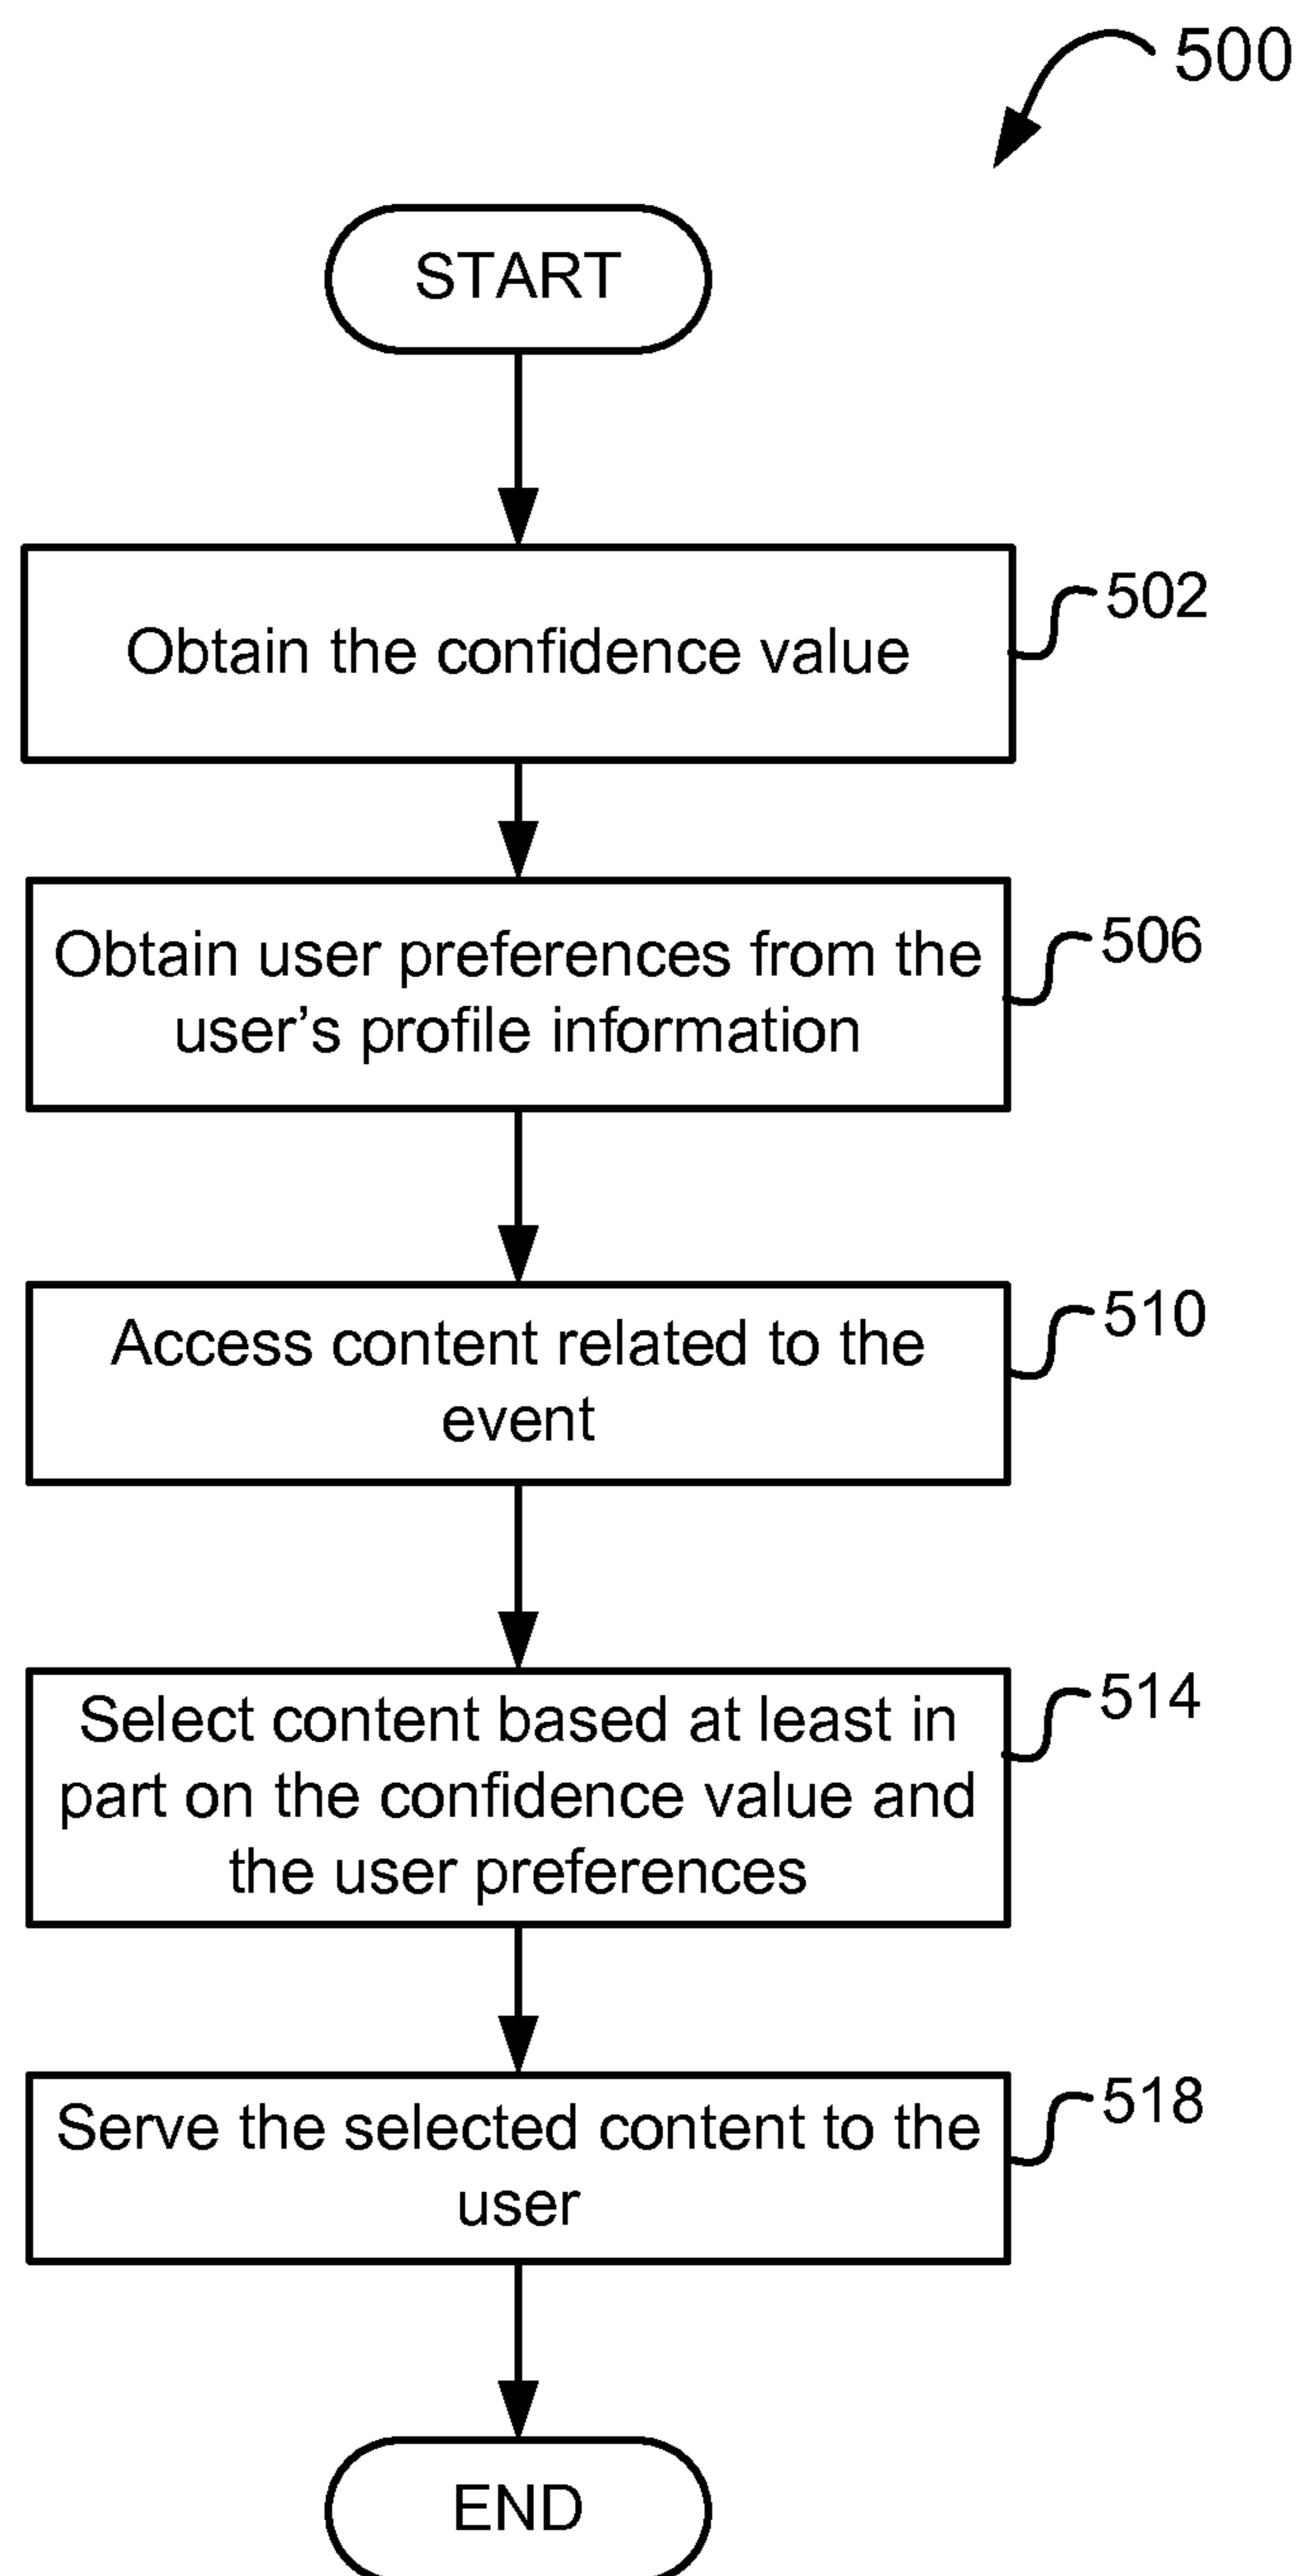 500
START
Obtain the confidence value
502
Obtain user preferences from the
user’s profile information
506
Access content related to the
event
510
Select content based at least in
part on the confidence value and
the user preferences
514
Serve the selected content to the
user
518
END